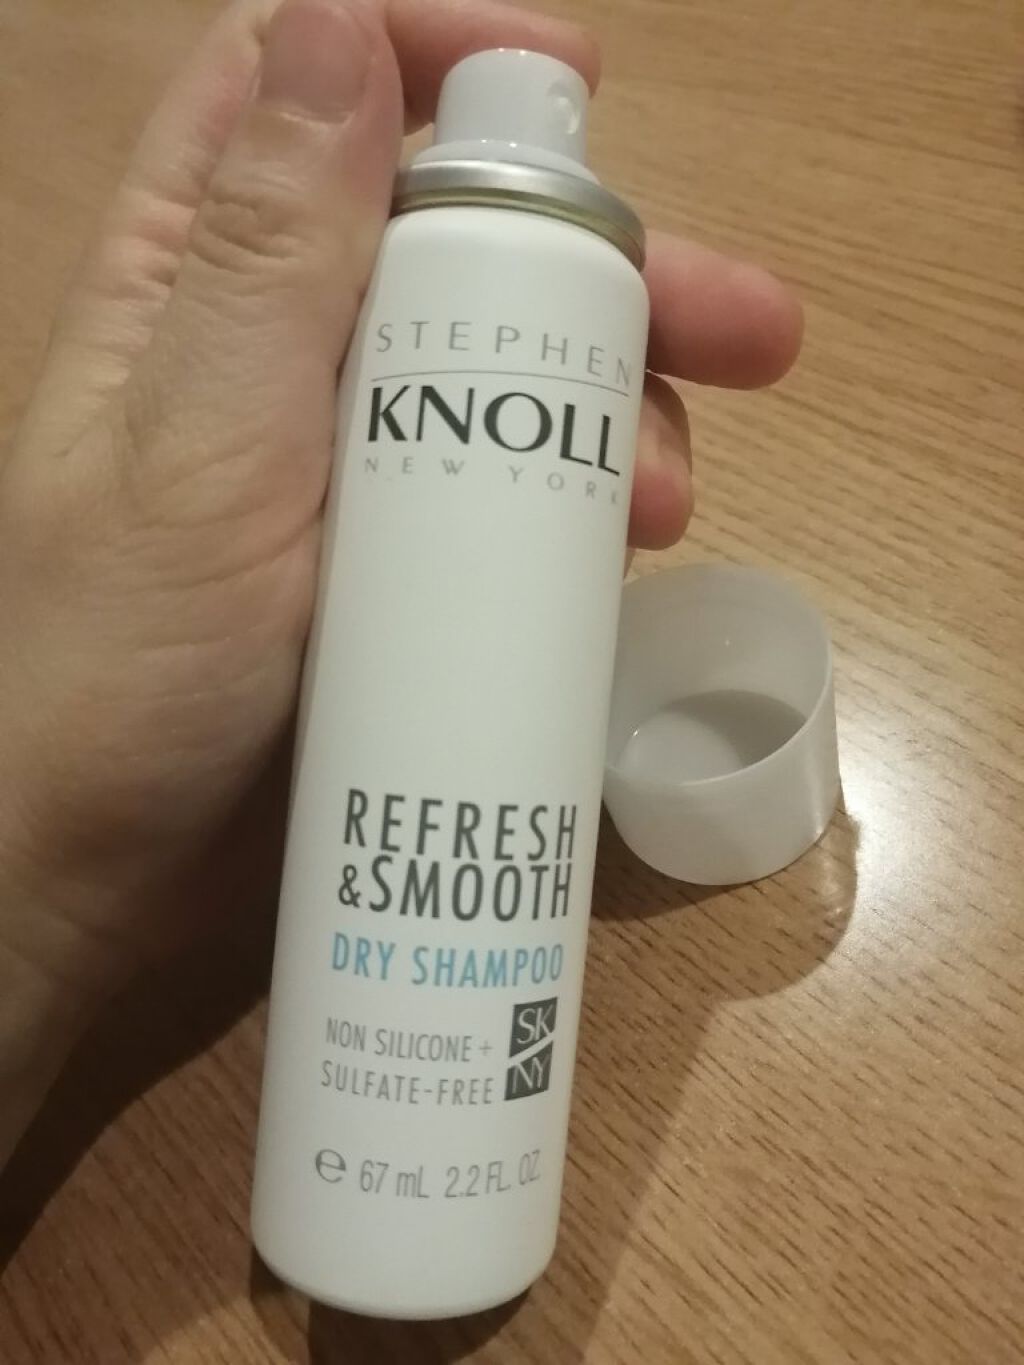 STEPHEN
KNOLL
NEW YORK
REFRESH
&SMOOTH
DRY SHAMPOO
NON SILICONE +
SULFATE-FREE
SK
NY
℮ 67 mL 2.2 FL. OZ